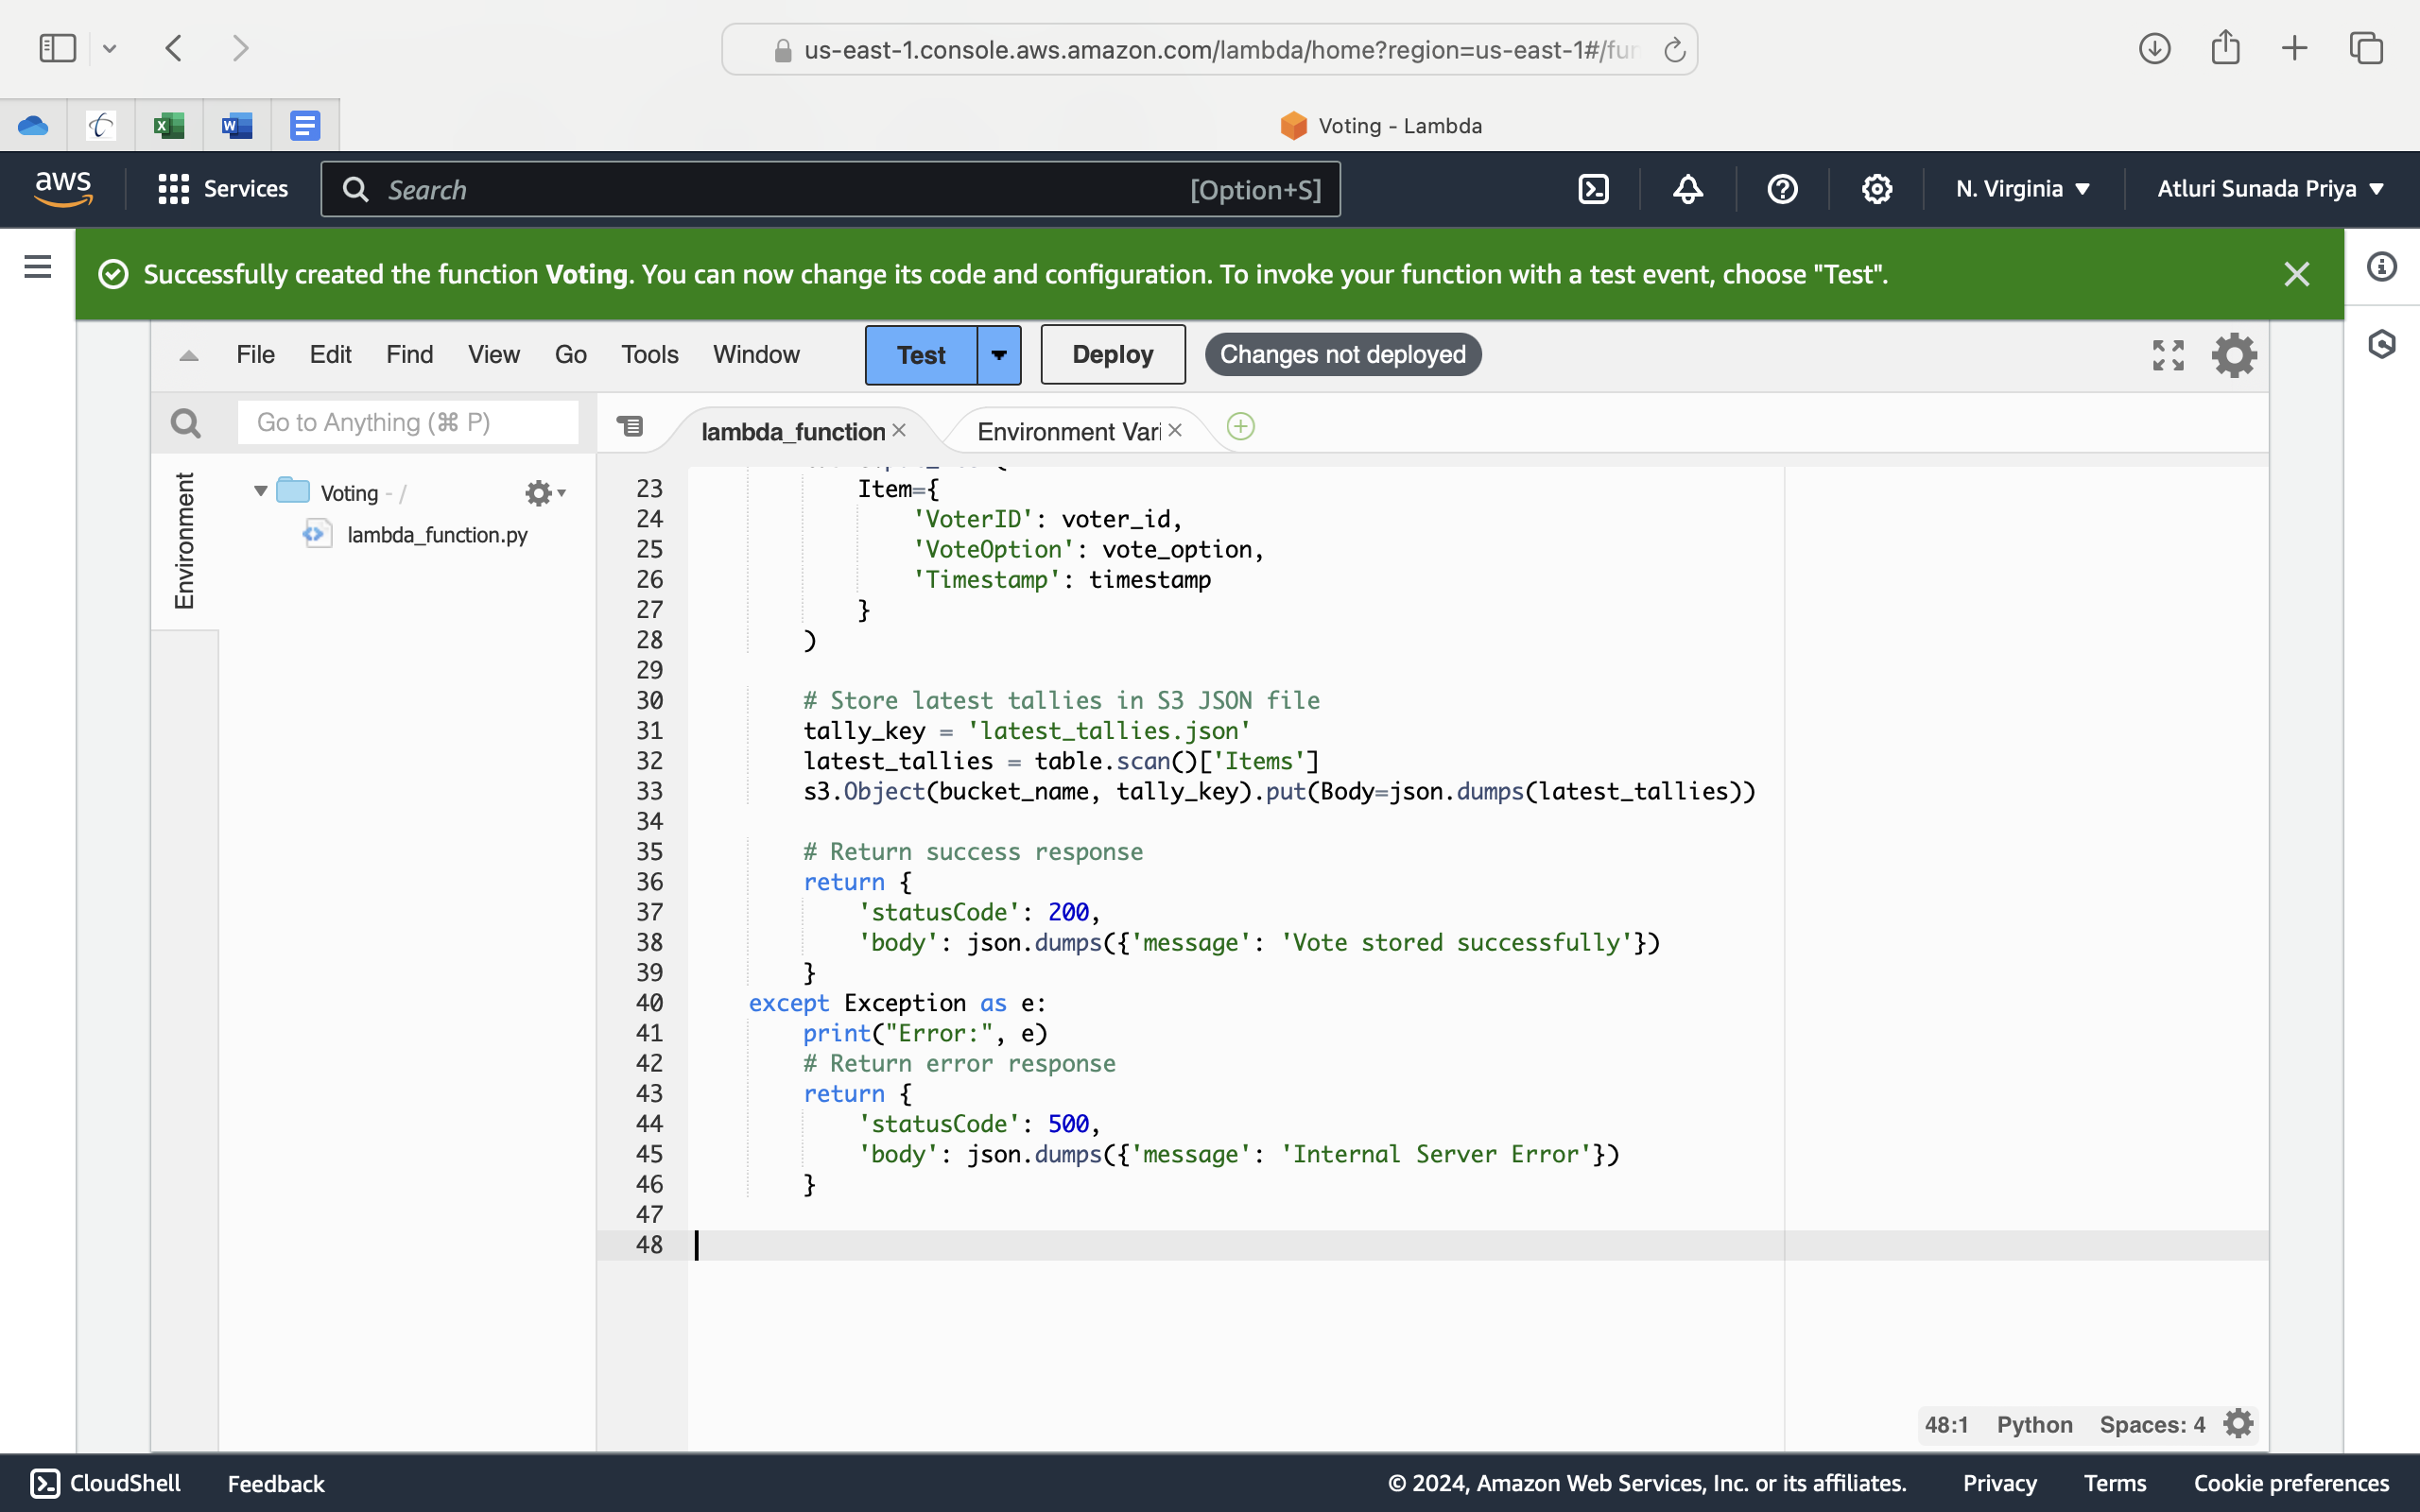 us-east-1.console.aws.amazon.com/lambda/home?region=us-east-1#/fun
Voting - Lambda
aws
Services
Search
[Option+S]
N. Virginia
Atluri Sunada Priya
Successfully created the function Voting. You can now change its code and configuration. To invoke your function with a test event, choose "Test".
File Edit Find View Go Tools Window
Test
Deploy
Changes not deployed
Go to Anything (⌘ P)
lambda_function
Environment Vari
Environment
Voting - /
lambda_function.py
23 Item={
24 'VoterID': voter_id,
25 'VoteOption': vote_option,
26 'Timestamp': timestamp
27 }
28 )
29
30 # Store latest tallies in S3 JSON file
31 tally_key = 'latest_tallies.json'
32 latest_tallies = table.scan()['Items']
33 s3.Object(bucket_name, tally_key).put(Body=json.dumps(latest_tallies))
34
35 # Return success response
36 return {
37 'statusCode': 200,
38 'body': json.dumps({'message': 'Vote stored successfully'})
39 }
40 except Exception as e:
41 print("Error:", e)
42 # Return error response
43 return {
44 'statusCode': 500,
45 'body': json.dumps({'message': 'Internal Server Error'})
46 }
47
48
48:1 Python Spaces: 4
CloudShell
Feedback
© 2024, Amazon Web Services, Inc. or its affiliates.
Privacy
Terms
Cookie preferences